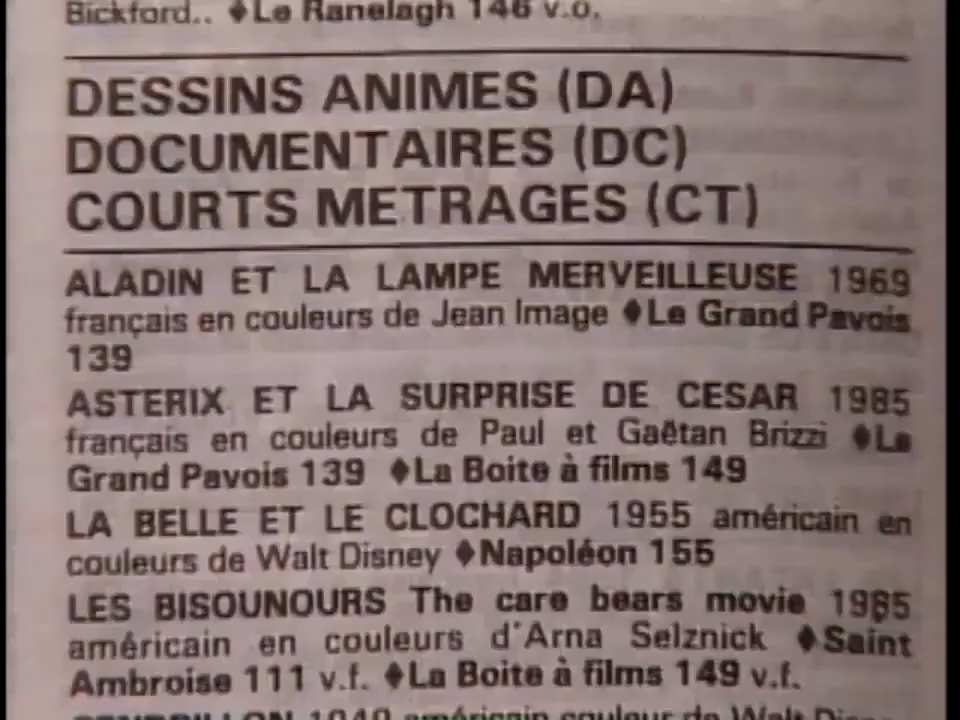 Bickford.. ♦Le Ranelagh 146 v.o.
DESSINS ANIMES (DA)
DOCUMENTAIRES (DC)
COURTS METRAGES (CT)
ALADIN ET LA LAMPE MERVEILLEUSE 1969
français en couleurs de Jean Image ♦Le Grand Pavois
139
ASTERIX ET LA SURPRISE DE CESAR 1985
français en couleurs de Paul et Gaëtan Brizzi ♦Le
Grand Pavois 139 ♦La Boite à films 149
LA BELLE ET LE CLOCHARD 1955 américain en
couleurs de Walt Disney ♦Napoléon 155
LES BISOUNOURS The care bears movie 1985
américain en couleurs d'Arna Selznick ♦Saint
Ambroise 111 v.f. ♦La Boite à films 149 v.f.
américain couleur de Walt